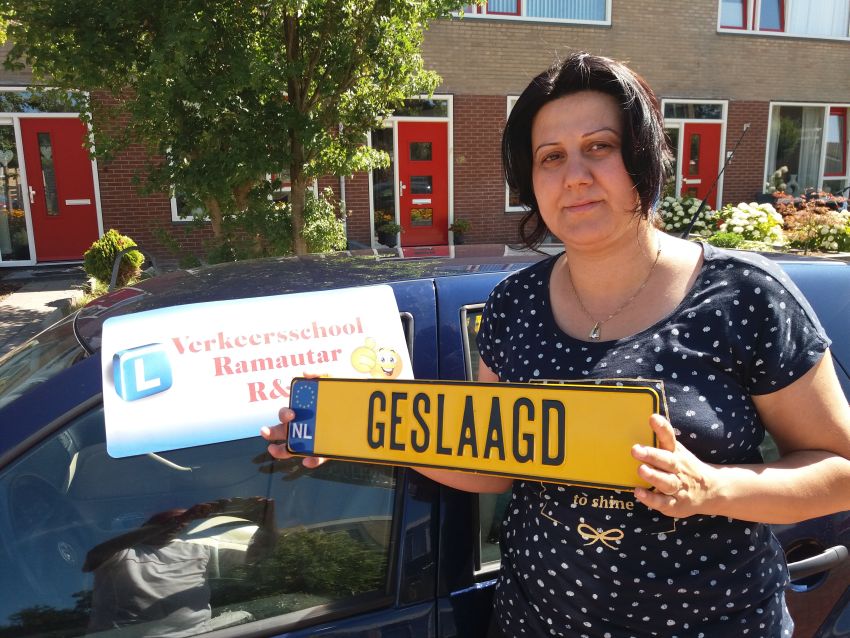 Verkeersschool
Ramautar
R&
L
NL
GESLAAGD
to shine